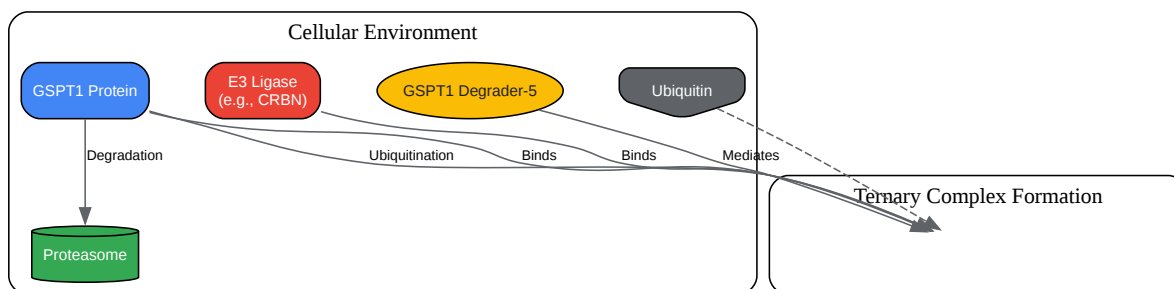 Cellular Environment
GSPT1 Protein
E3 Ligase
(e.g., CRBN)
GSPT1 Degrader-5
Ubiquitin
Degradation
Ubiquitination
Binds
Binds
Mediates
Ternary Complex Formation
Proteasome